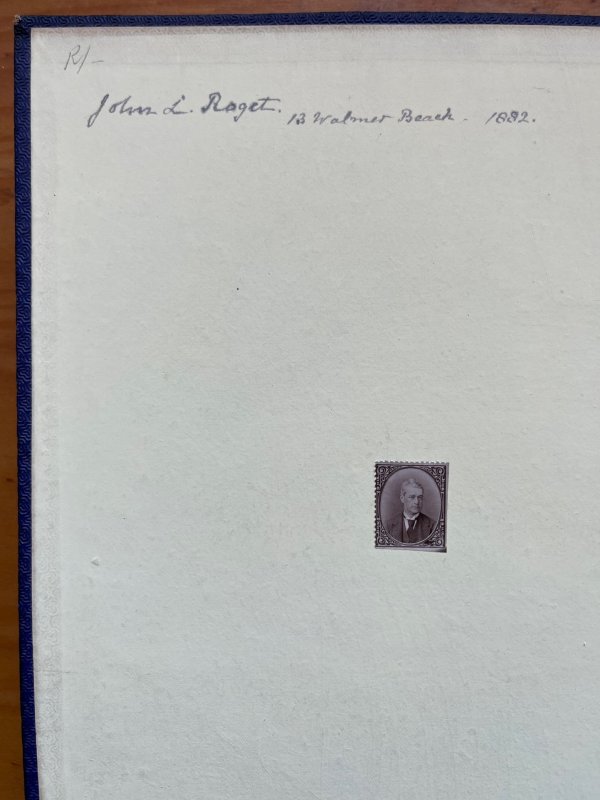 R/-
John L. Roget. 13 Walmer Beach - 1882.